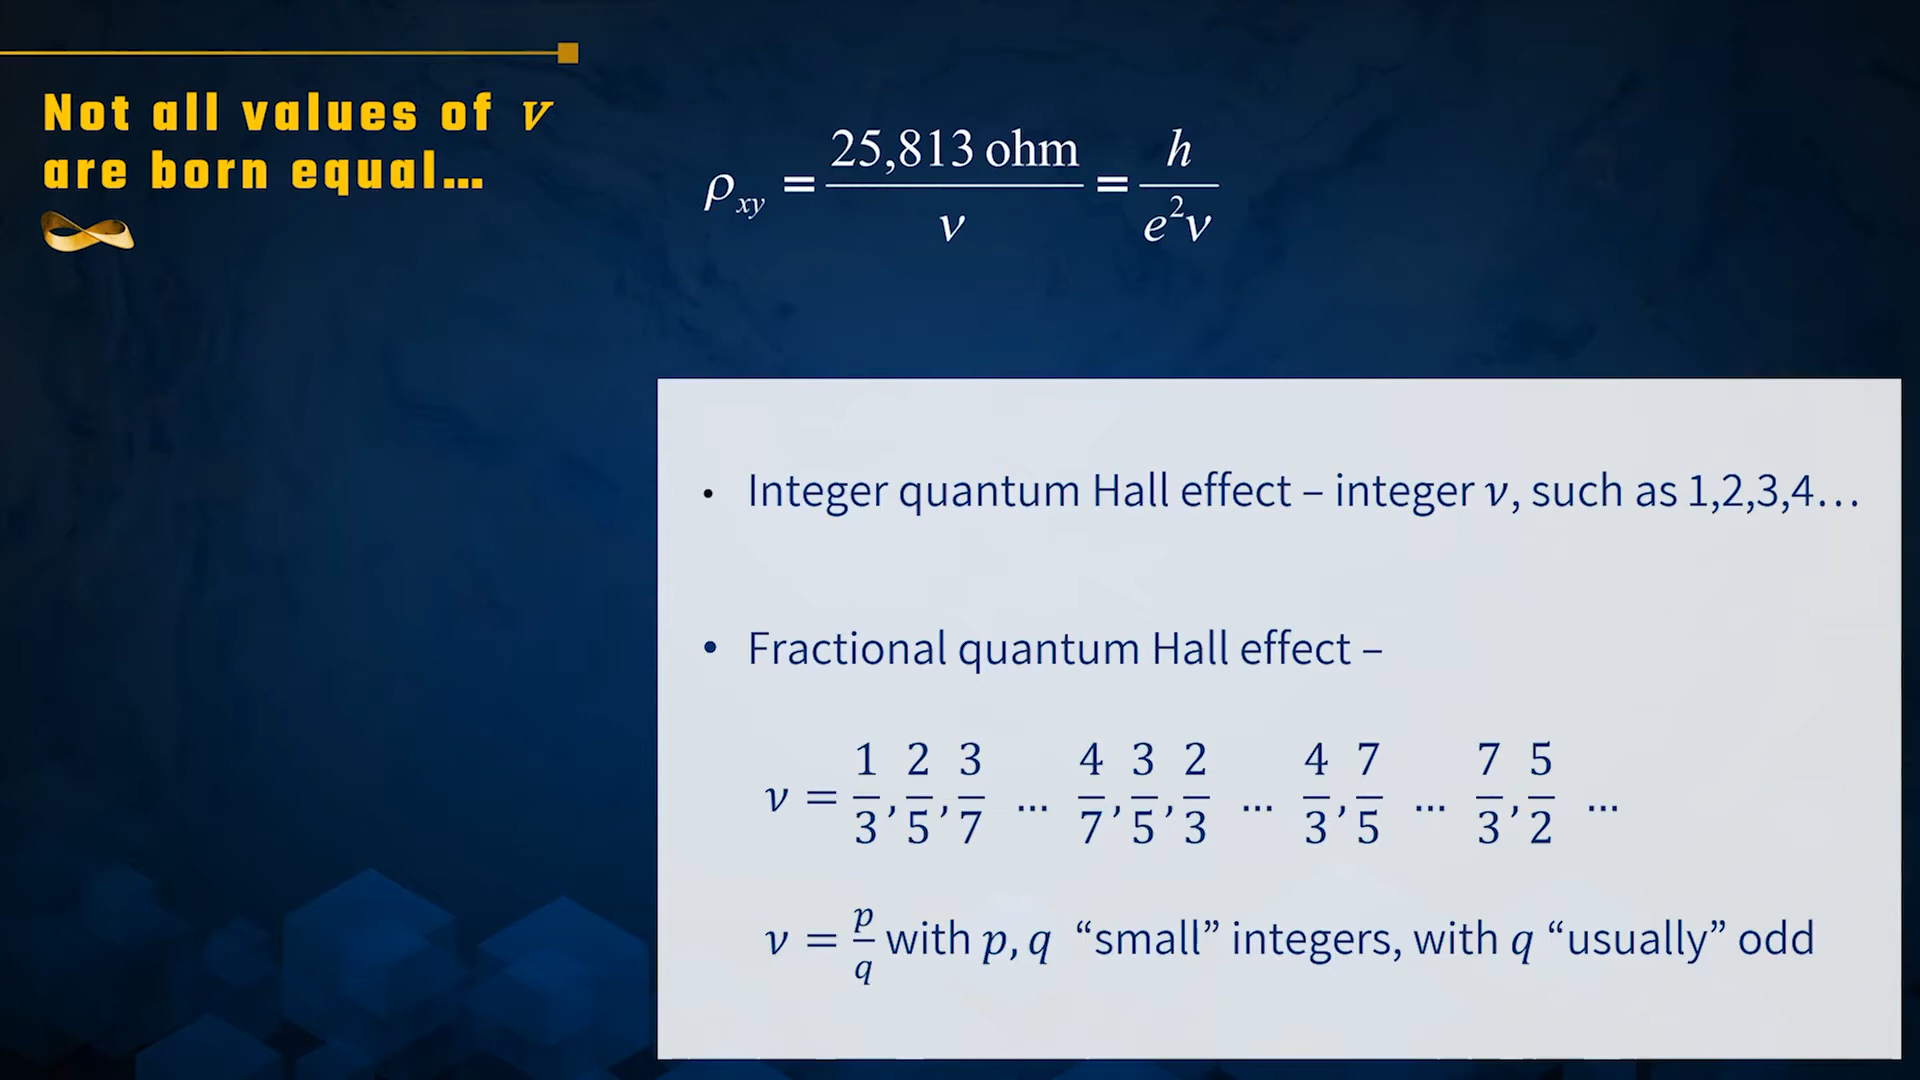 Not all values of ν
are born equal...
ρ_xy = 25,813 ohm / ν = h / e²ν
• Integer quantum Hall effect – integer ν, such as 1,2,3,4…
• Fractional quantum Hall effect –
ν = 1/3, 2/5, 3/7 … 4/7, 3/5, 2/3 … 4/3, 7/5 … 7/3, 5/2 …
ν = p/q with p, q “small” integers, with q “usually” odd